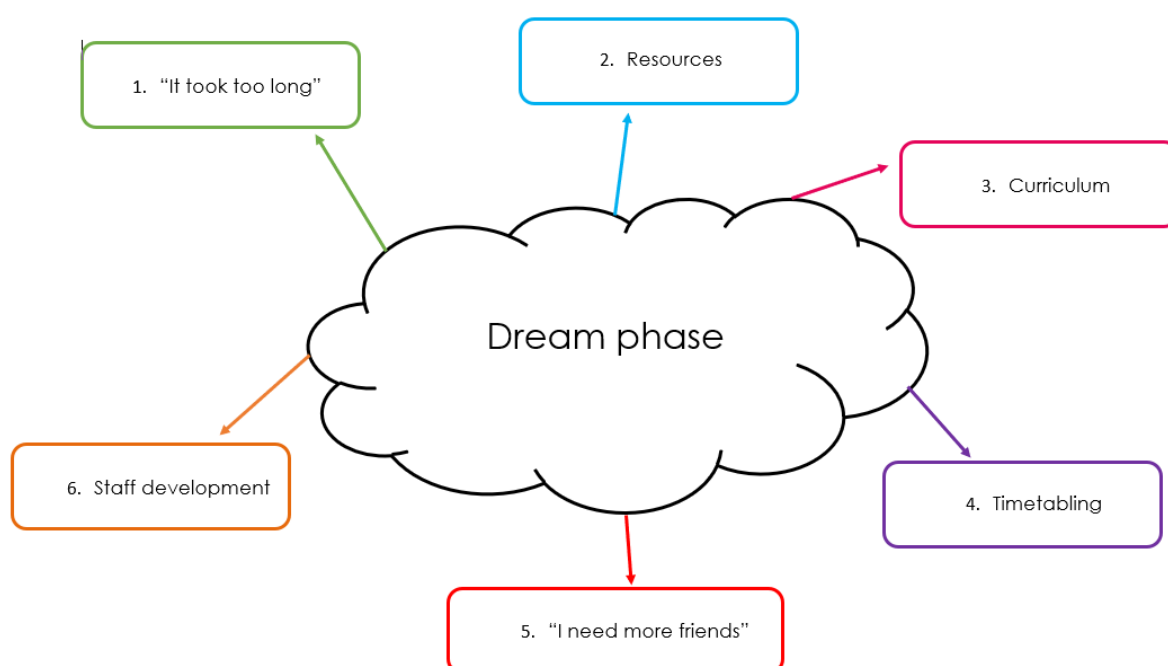 1. “It took too long”
2. Resources
3. Curriculum
Dream phase
4. Timetabling
5. “I need more friends”
6. Staff development